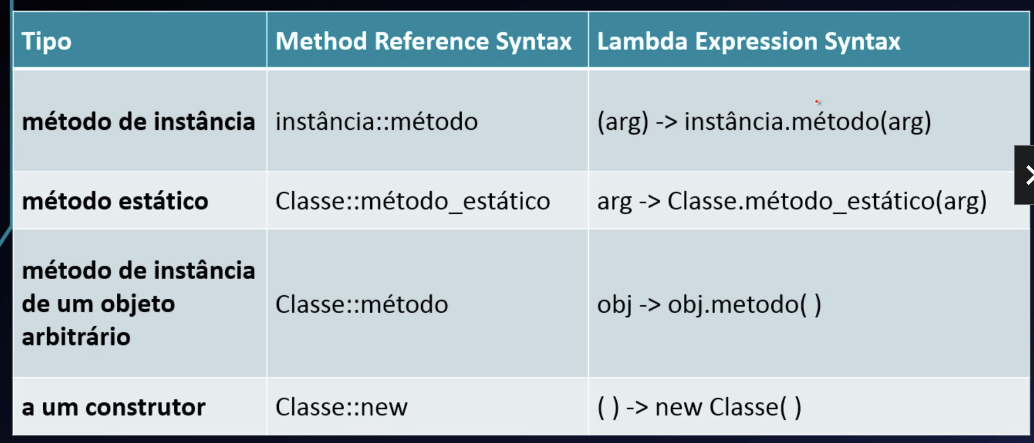 Tipo Method Reference Syntax Lambda Expression Syntax
método de instância instância::método (arg) -> instância.método(arg)
método estático Classe::método_estático arg -> Classe.método_estático(arg)
método de instância
de um objeto Classe::método obj -> obj.metodo( )
arbitrário
a um construtor Classe::new ( ) -> new Classe( )